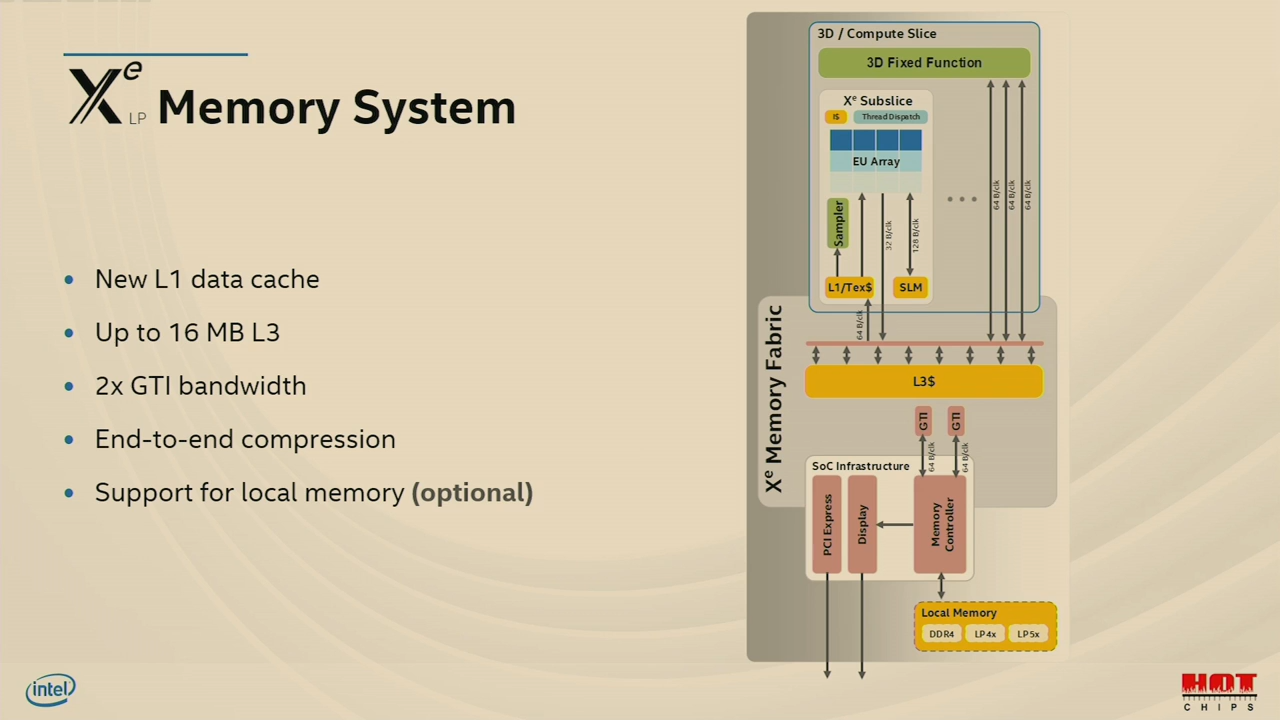 Xe LP Memory System
• New L1 data cache
• Up to 16 MB L3
• 2x GTI bandwidth
• End-to-end compression
• Support for local memory (optional)
3D / Compute Slice
3D Fixed Function
Xe Subslice
I$
Thread Dispatch
EU Array
Sampler
32 B/clk
128 B/clk
• • •
64 B/clk
64 B/clk
64 B/clk
L1/Tex$
SLM
64 B/clk
Xe Memory Fabric
L3$
GTI
GTI
64 B/clk
64 B/clk
SoC Infrastructure
PCI Express
Display
Memory
Controller
Local Memory
DDR4
LP4x
LP5x
intel
HOT
CHIPS